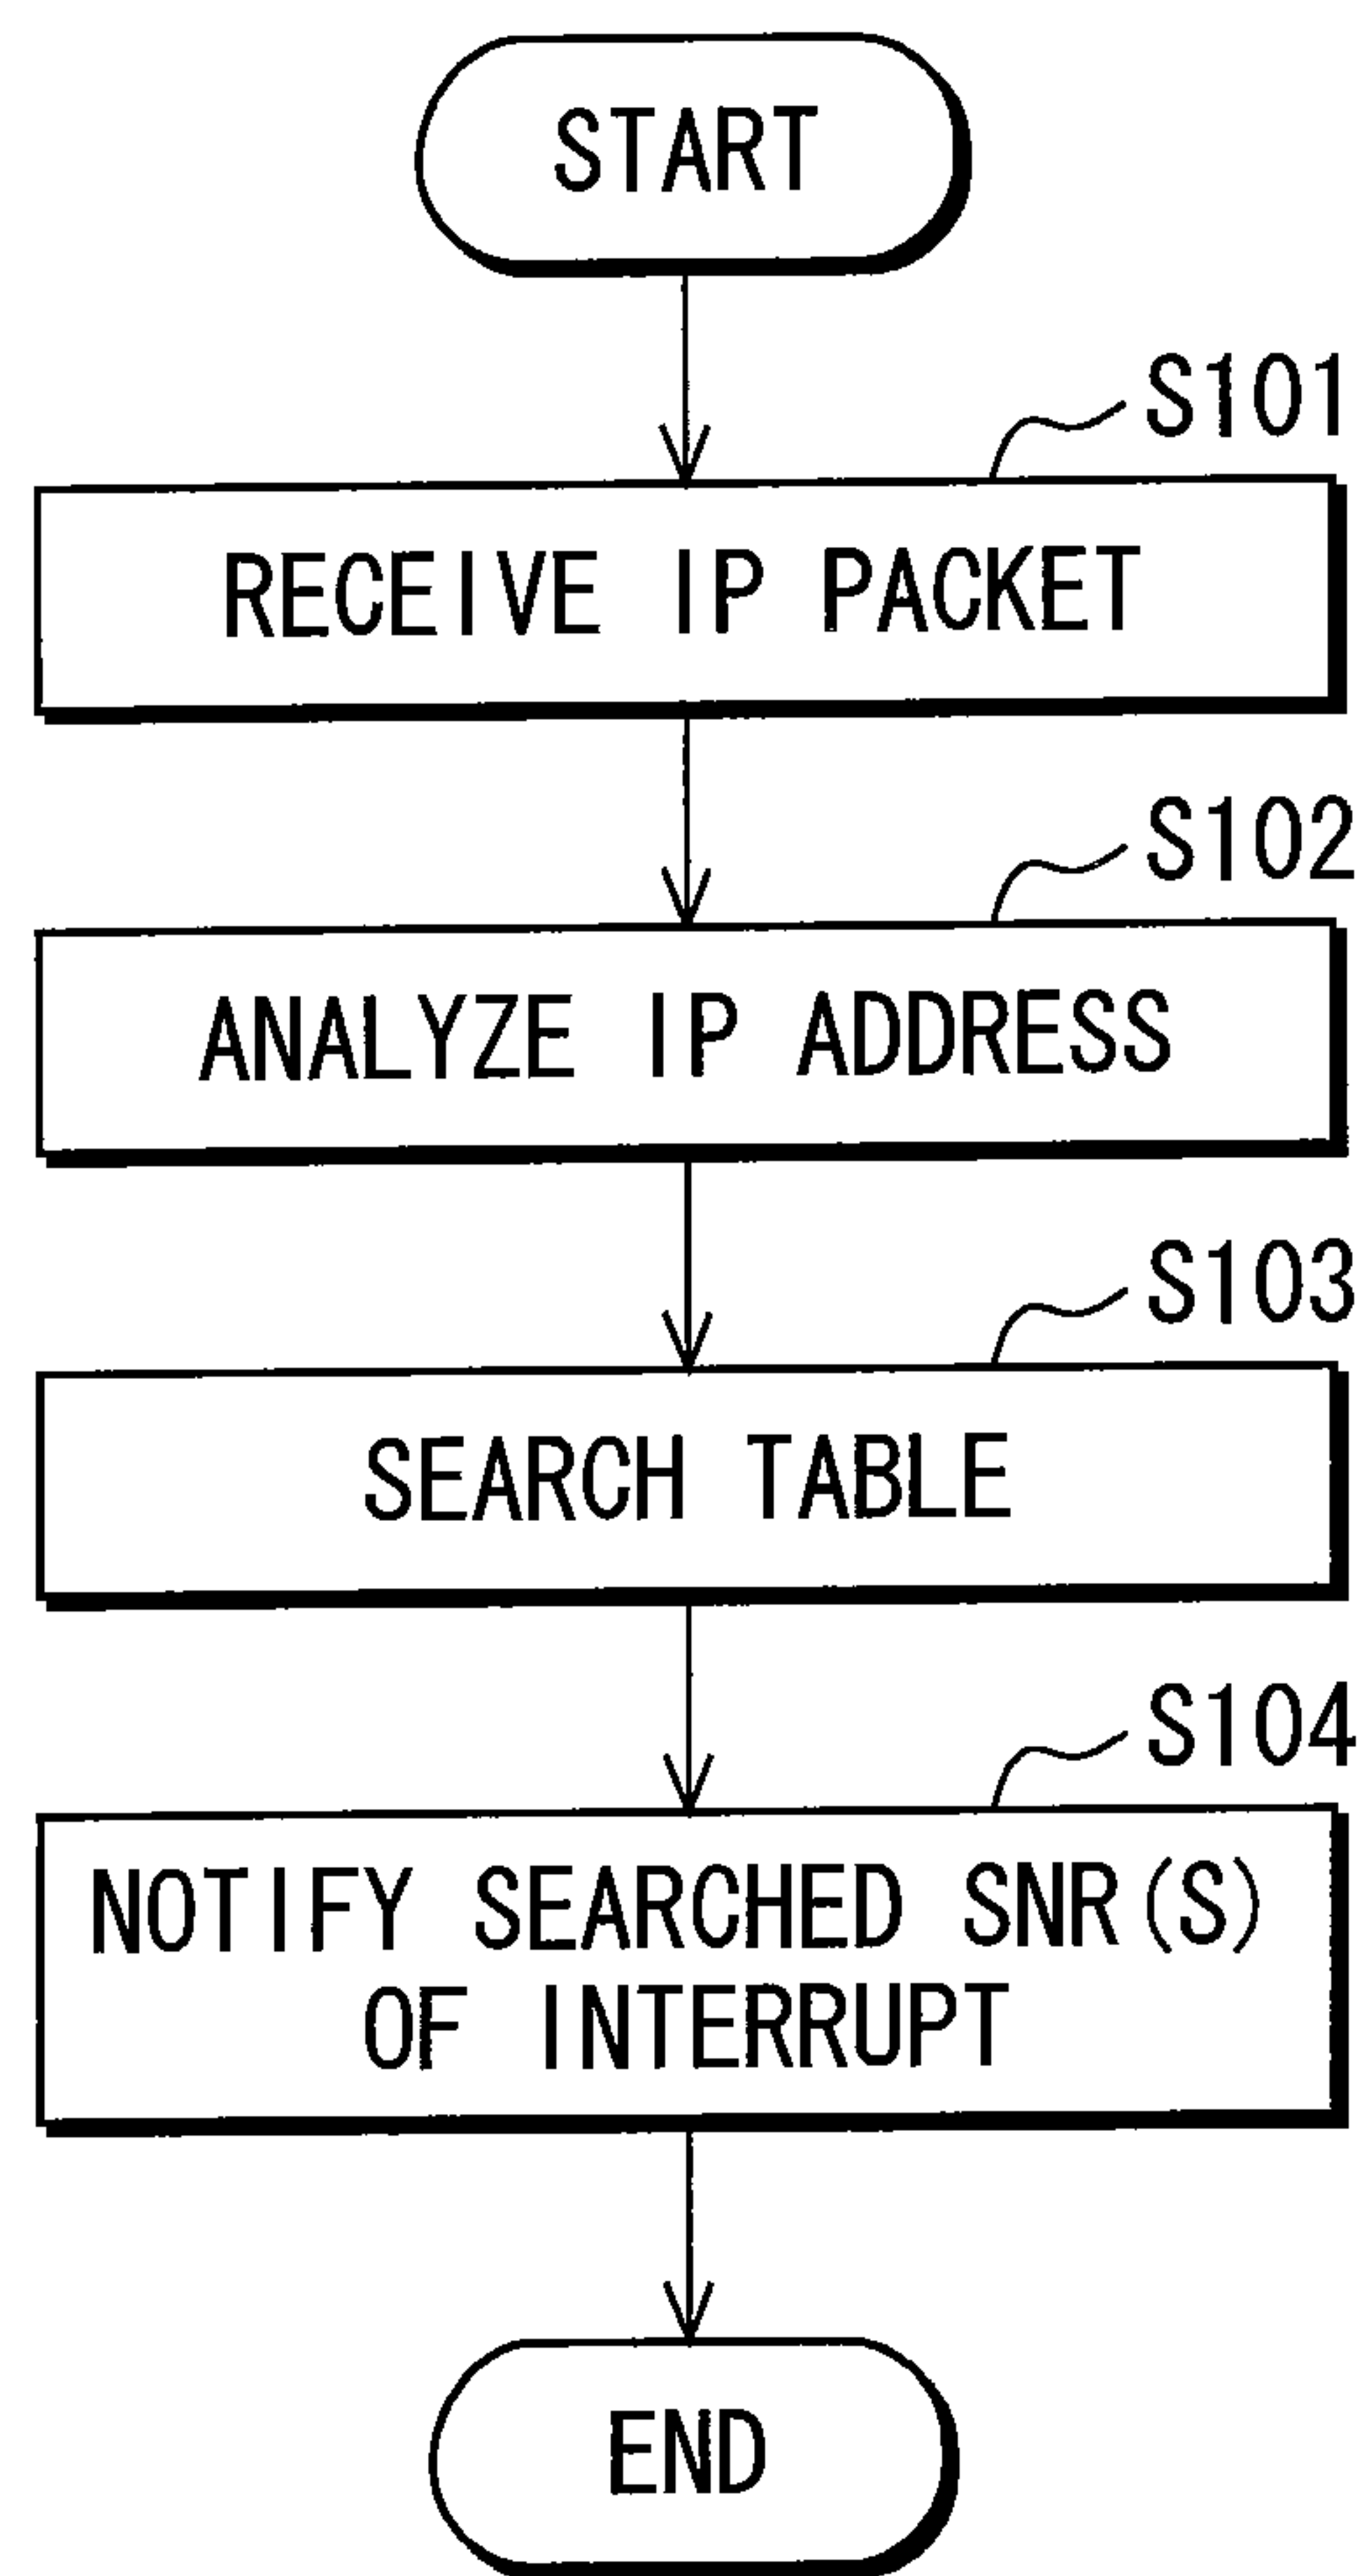 START
S101
RECEIVE IP PACKET
S102
ANALYZE IP ADDRESS
S103
SEARCH TABLE
S104
NOTIFY SEARCHED SNR(S)
OF INTERRUPT
END